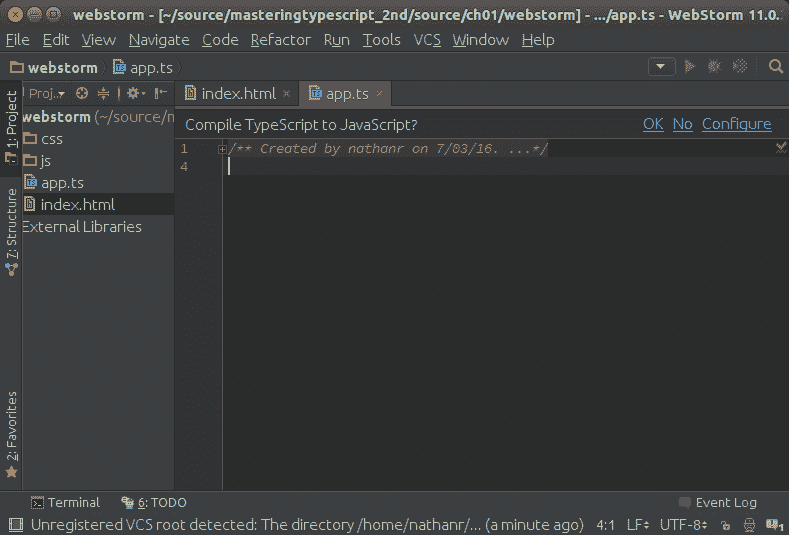 webstorm - [~/source/masteringtypescript_2nd/source/ch01/webstorm] - .../app.ts - WebStorm 11.0.
File Edit View Navigate Code Refactor Run Tools VCS Window Help
webstorm app.ts
1: Project
Proj..
index.html
app.ts
webstorm (~/source/m
css
js
app.ts
index.html
External Libraries
7: Structure
2: Favorites
Compile TypeScript to JavaScript? OK No Configure
1 /** Created by nathanr on 7/03/16. ...*/
4
Terminal 6: TODO Event Log
Unregistered VCS root detected: The directory /home/nathanr/... (a minute ago) 4:1 LF UTF-8 1